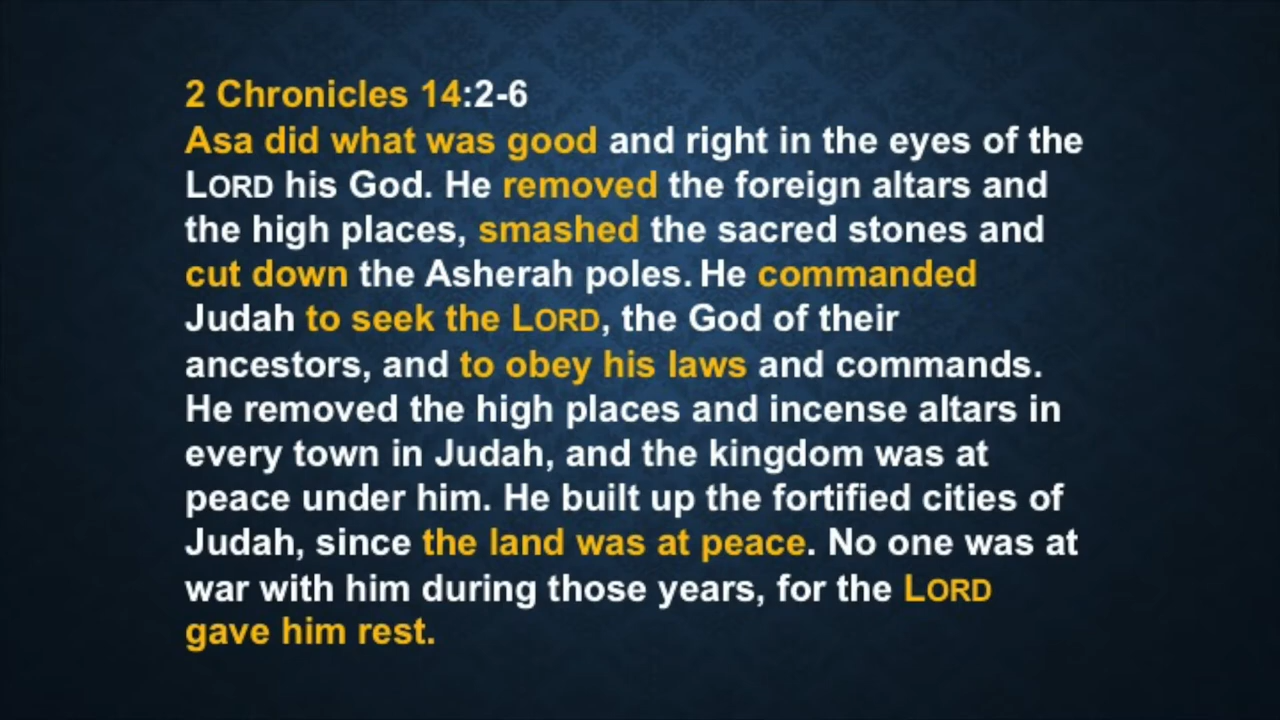 2 Chronicles 14:2-6
Asa did what was good and right in the eyes of the
LORD his God. He removed the foreign altars and
the high places, smashed the sacred stones and
cut down the Asherah poles. He commanded
Judah to seek the LORD, the God of their
ancestors, and to obey his laws and commands.
He removed the high places and incense altars in
every town in Judah, and the kingdom was at
peace under him. He built up the fortified cities of
Judah, since the land was at peace. No one was at
war with him during those years, for the LORD
gave him rest.